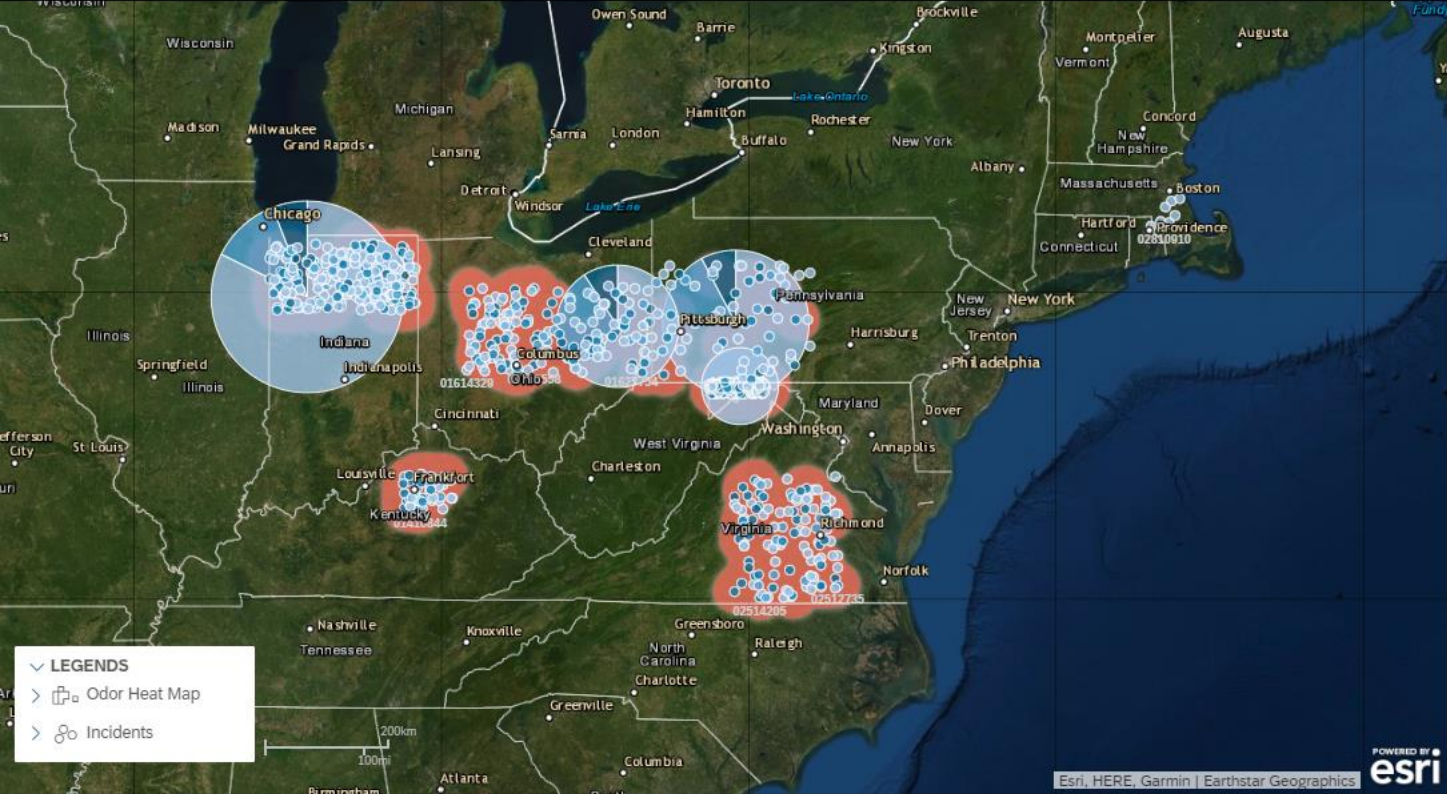 Wisconsin
Owen Sound
Brockville
Fundy
Barrie
Augusta
Montpelier
Wisconsin
Kingston
Vermont
Toronto
Lake Ontario
Michigan
Hamilton
Concord
Rochester
Madison
Milwaukee
Sarnia
London
New
Hampshire
Grand Rapids
Buffalo
New York
Lansing
Albany
Massachusetts
Boston
Detroit
Windsor
Lake Erie
Chicago
Hartford
Providence
02810910
Cleveland
Connecticut
Pennsylvania
New
Jersey
New York
Pittsburgh
Illinois
Harrisburg
Trenton
Indiana
Columbus
Springfield
Indianapolis
Philadelphia
Ohio
01614329
Illinois
Maryland
Cincinnati
Dover
Washington
Jefferson
City
St Louis
West Virginia
Annapolis
Louisville
Frankfort
Charleston
Kentucky
Virginia
Richmond
Norfolk
02512735
02514205
Nashville
Knoxville
Greensboro
Tennessee
North
Carolina
Raleigh
LEGENDS
Odor Heat Map
Charlotte
Greenville
Incidents
200km
100mi
Columbia
Atlanta
Birmingham
POWERED BY
esri
Esri, HERE, Garmin | Earthstar Geographics